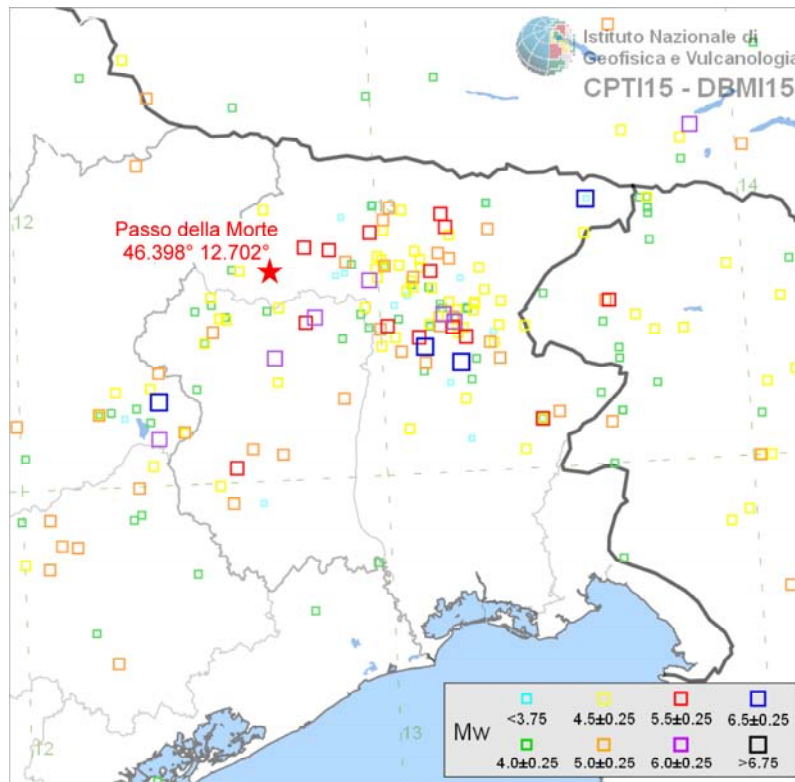 Istituto Nazionale di
Geofisica e Vulcanologia
CPTI15 - DBMI15
12
13
14
Passo della Morte
46.398° 12.702°
12
13
Mw
<3.75
4.5±0.25
5.5±0.25
6.5±0.25
4.0±0.25
5.0±0.25
6.0±0.25
>6.75